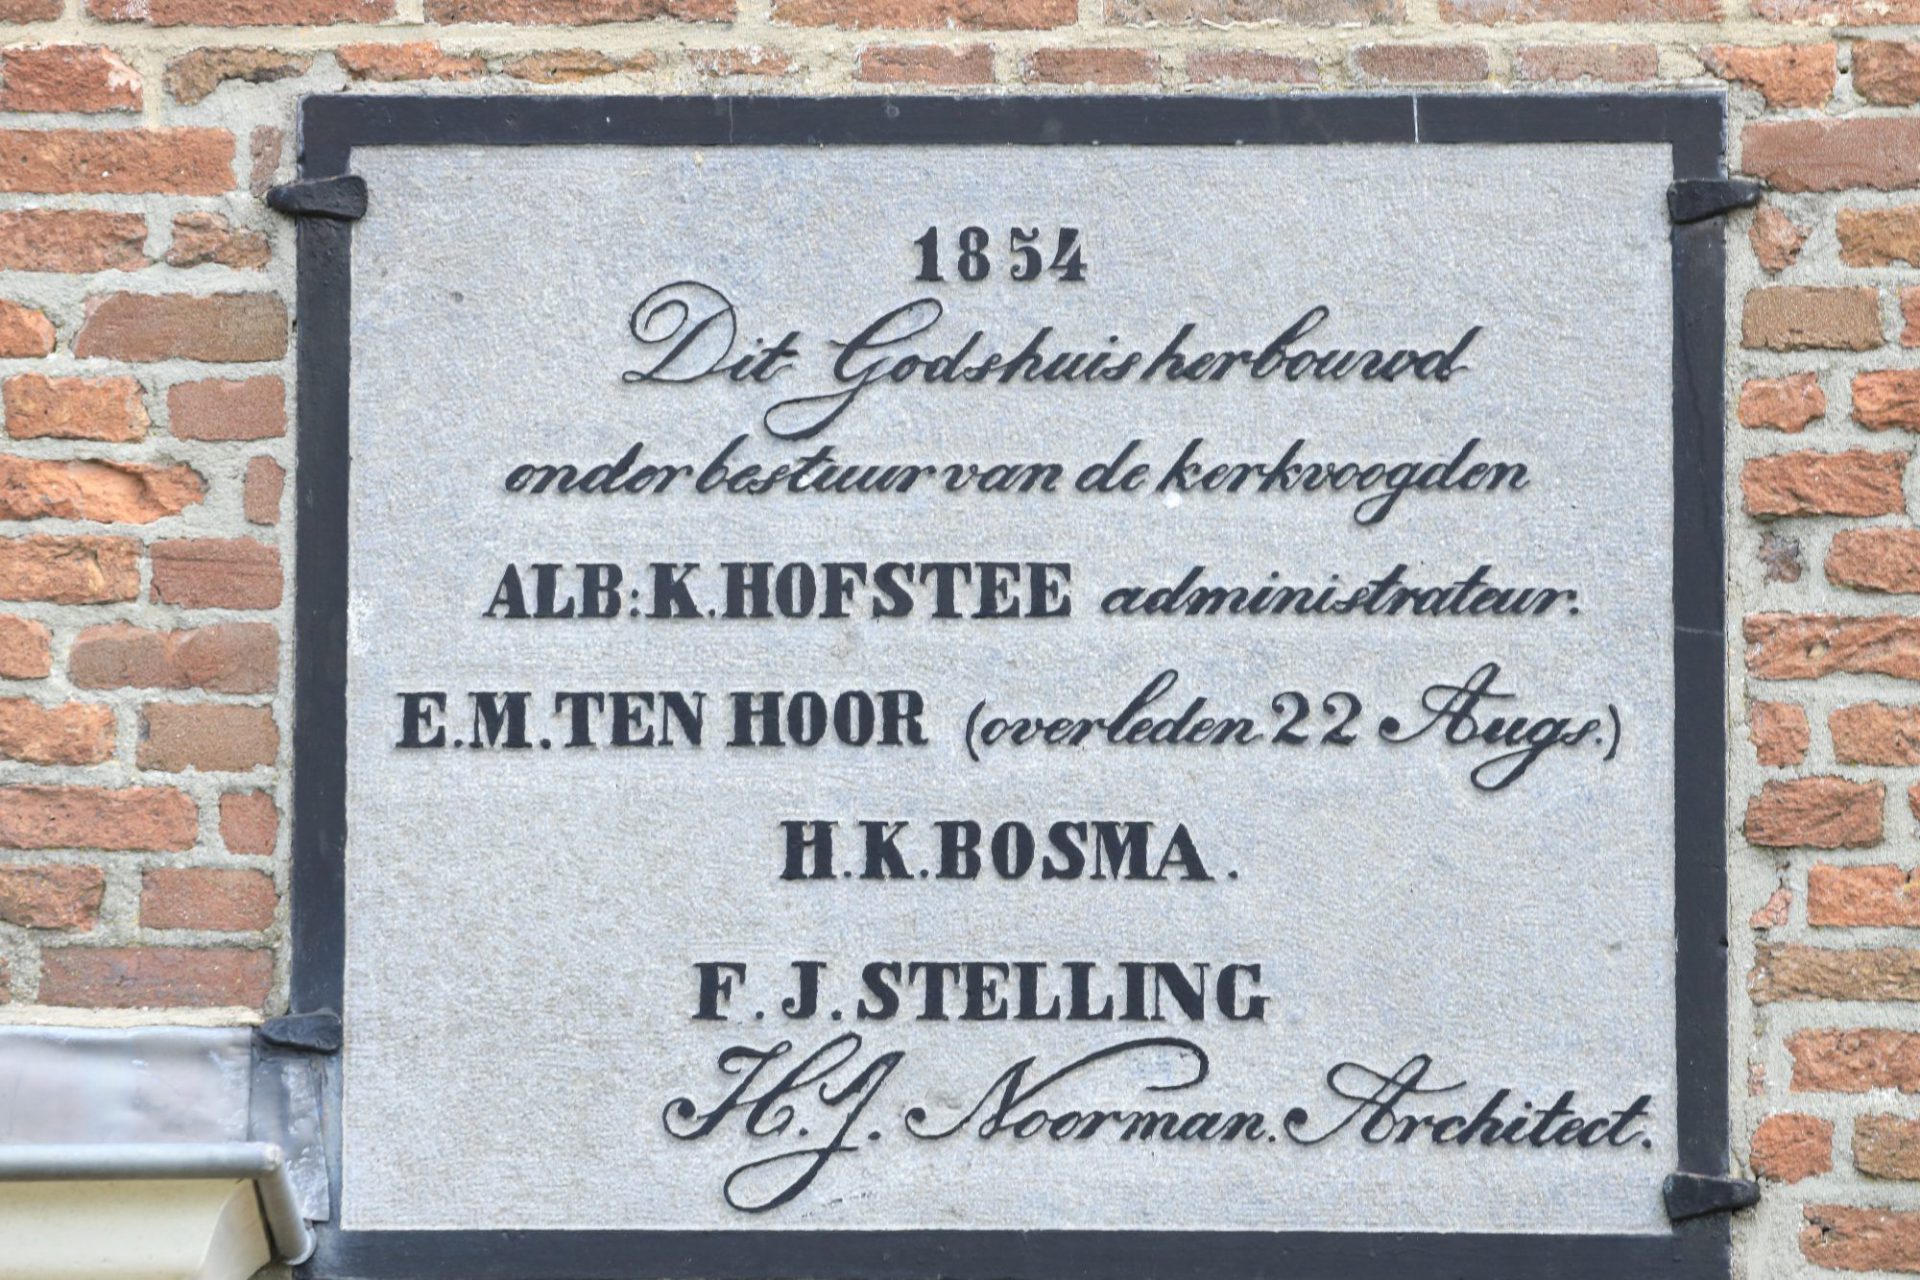 1854
Dit Godshuis herbouwd
onder bestuur van de kerkvoogden
ALB: K. HOFSTEE administrateur.
E. M. TEN HOOR (overleden 22 Augs.)
H. K. BOSMA.
F. J. STELLING
H. J. Noorman. Architect.